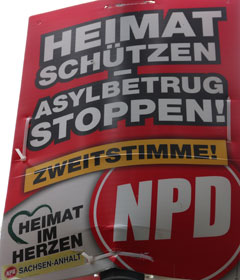 HEIMAT
SCHÜTZEN
–
ASYLBETRUG
STOPPEN!
ZWEITSTIMME!
HEIMAT
IM
HERZEN
NPD
SACHSEN-ANHALT
NPD